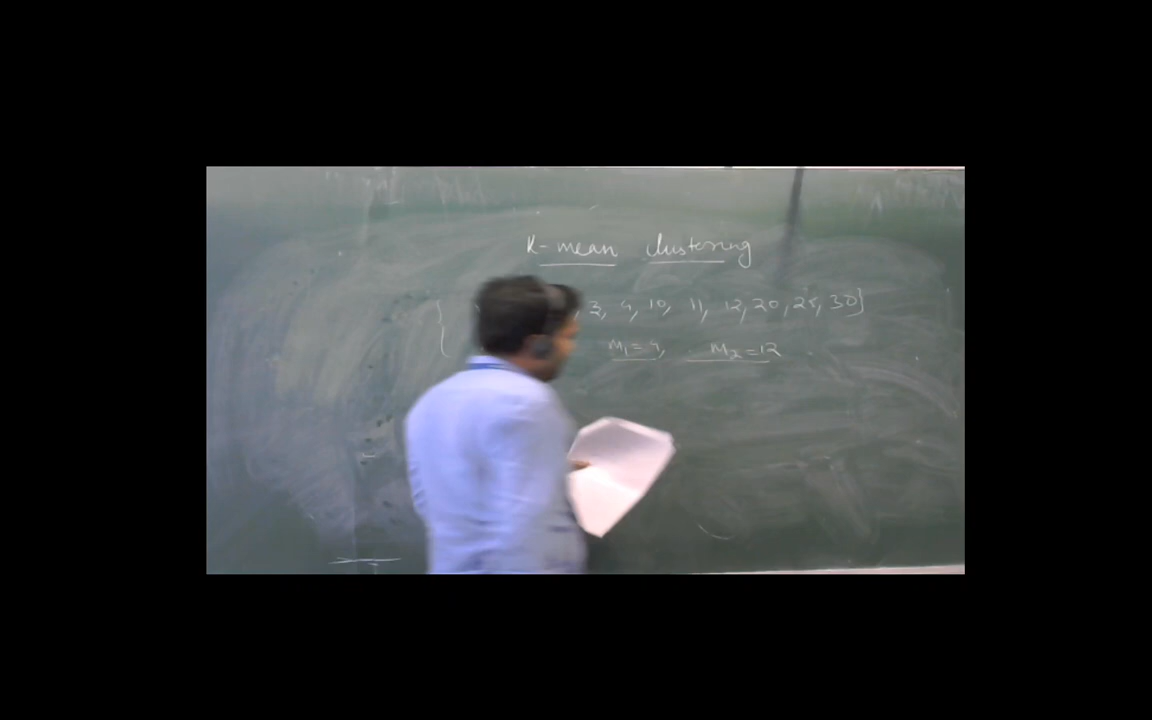 K-mean clustering
{ , 3, 4, 10, 11, 12, 20, 25, 30}
M1 = 4, M2 = 12